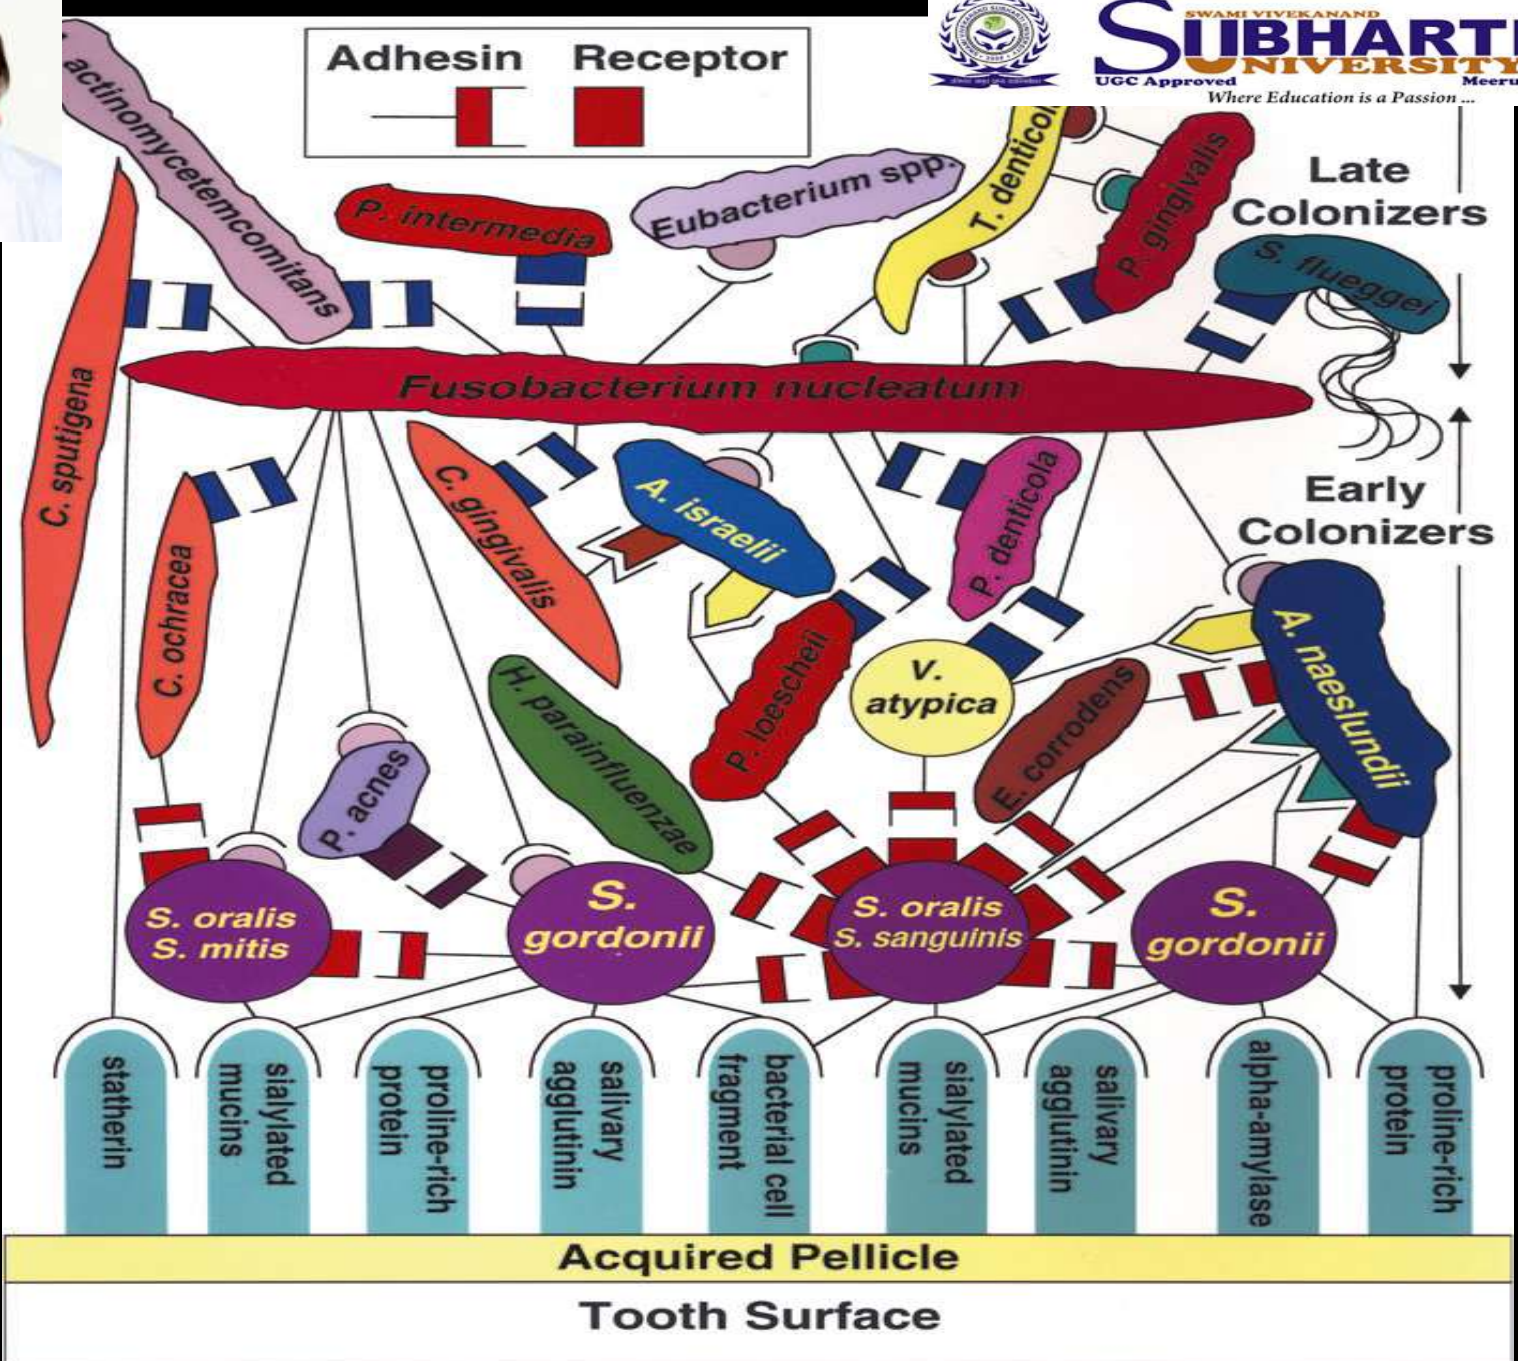 SWAMI VIVEKANAND
SUBHARTI
UNIVERSITY
UGC Approved
Where Education is a Passion ...
Adhesin Receptor
actinomycetemcomitans
P. intermedia
Eubacterium spp.
P. gingivalis
Late
Colonizers
S. flueggei
Fusobacterium nucleatum
C. sputigena
C. ochracea
C. gingivalis
A. israelii
P. denticola
Early
Colonizers
P. loescheii
V.
atypica
E. corrodens
A. naeslundii
H. parainfluenzae
P. acnes
S. oralis
S. mitis
S.
gordonii
S. oralis
S. sanguinis
S.
gordonii
statherin
sialylated
mucins
proline-rich
protein
salivary
agglutinin
bacterial cell
fragment
sialylated
mucins
salivary
agglutinin
alpha-amylase
proline-rich
protein
Acquired Pellicle
Tooth Surface